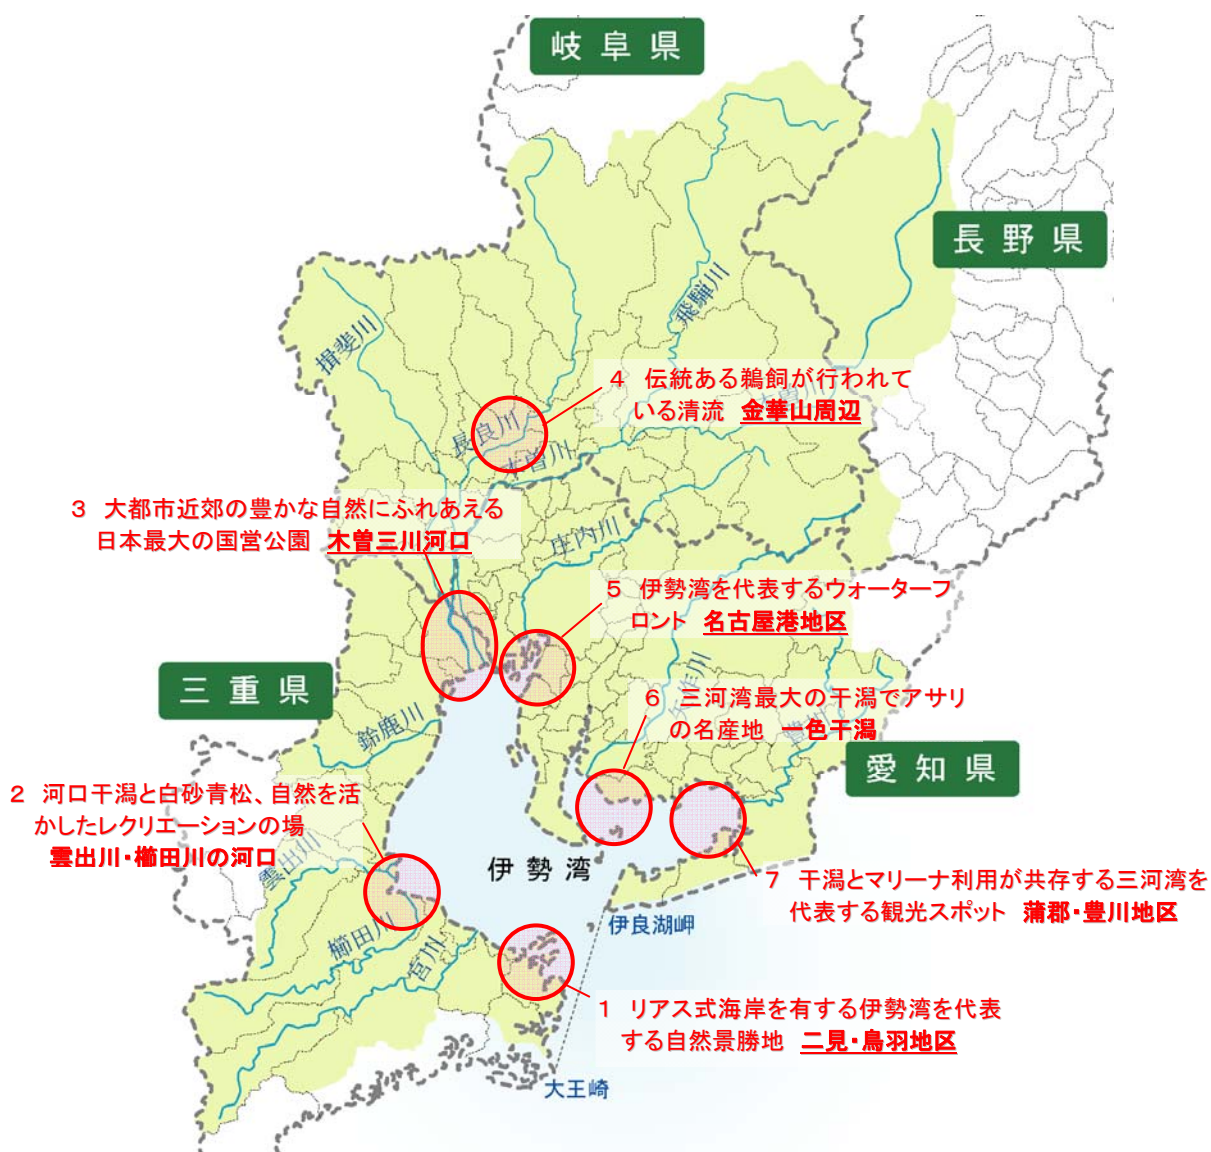 岐阜県
長野県
飛騨川
揖斐川
4 伝統ある鵜飼が行われて
いる清流 金華山周辺
木曽川
長良川
木曽川
3 大都市近郊の豊かな自然にふれあえる
日本最大の国営公園 木曽三川河口
庄内川
5 伊勢湾を代表するウォーターフ
ロント 名古屋港地区
三重県
6 三河湾最大の干潟でアサリ
の名産地 一色干潟
矢作川
豊川
鈴鹿川
愛知県
2 河口干潟と白砂青松、自然を活
かしたレクリエーションの場
雲出川・櫛田川の河口
雲出川
伊勢湾
7 干潟とマリーナ利用が共存する三河湾を
代表する観光スポット 蒲郡・豊川地区
伊良湖岬
櫛田川
宮川
1 リアス式海岸を有する伊勢湾を代表
する自然景勝地 二見・鳥羽地区
大王崎